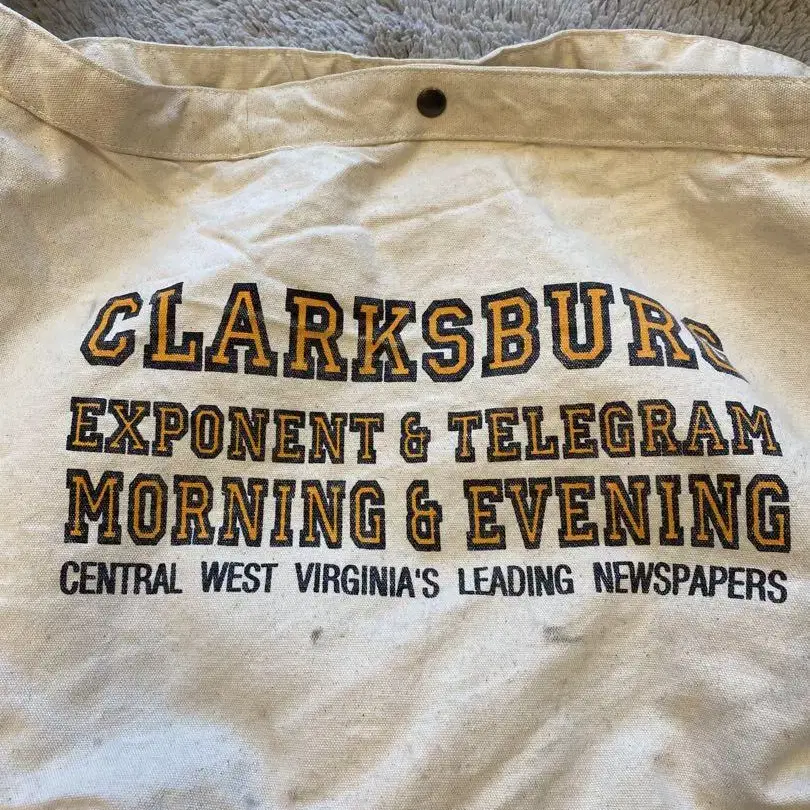 CLARKSBURG
EXPONENT & TELEGRAM
MORNING & EVENING
CENTRAL WEST VIRGINIA'S LEADING NEWSPAPERS